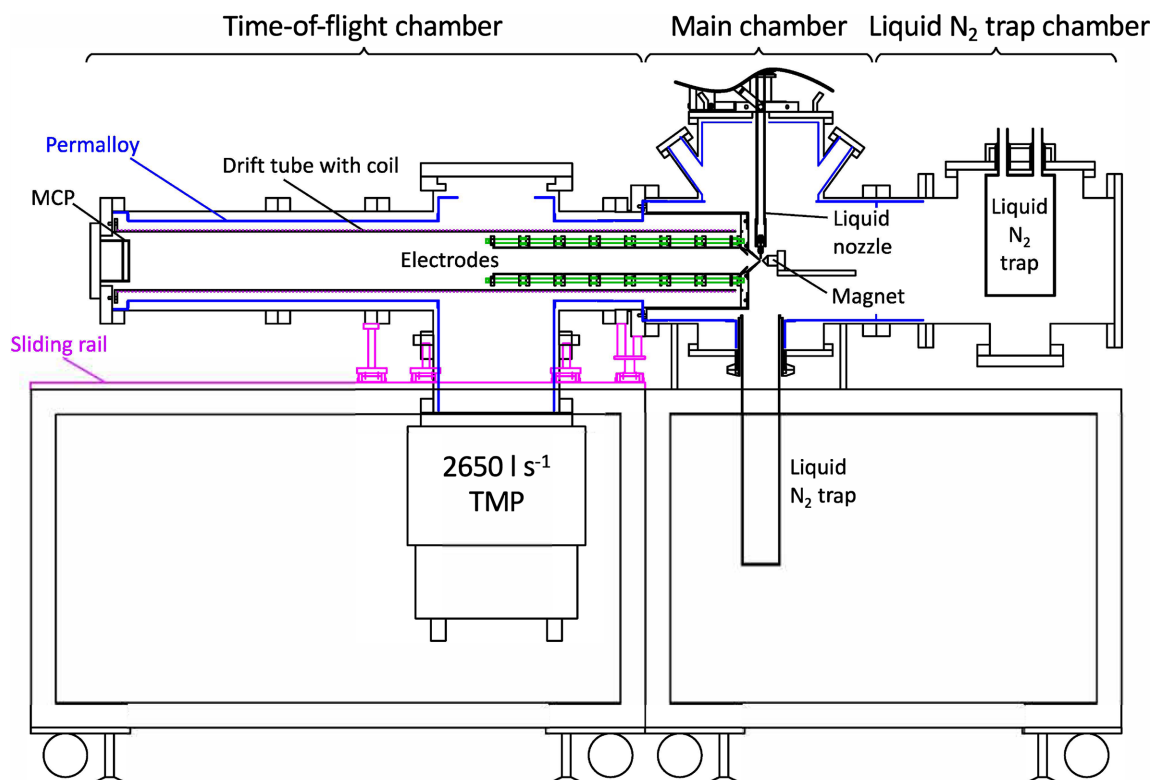 Time-of-flight chamber
Main chamber
Liquid N₂ trap chamber
Permalloy
Drift tube with coil
MCP
Electrodes
Liquid
nozzle
Magnet
Liquid
N₂
trap
Sliding rail
2650 l s⁻¹
TMP
Liquid
N₂ trap